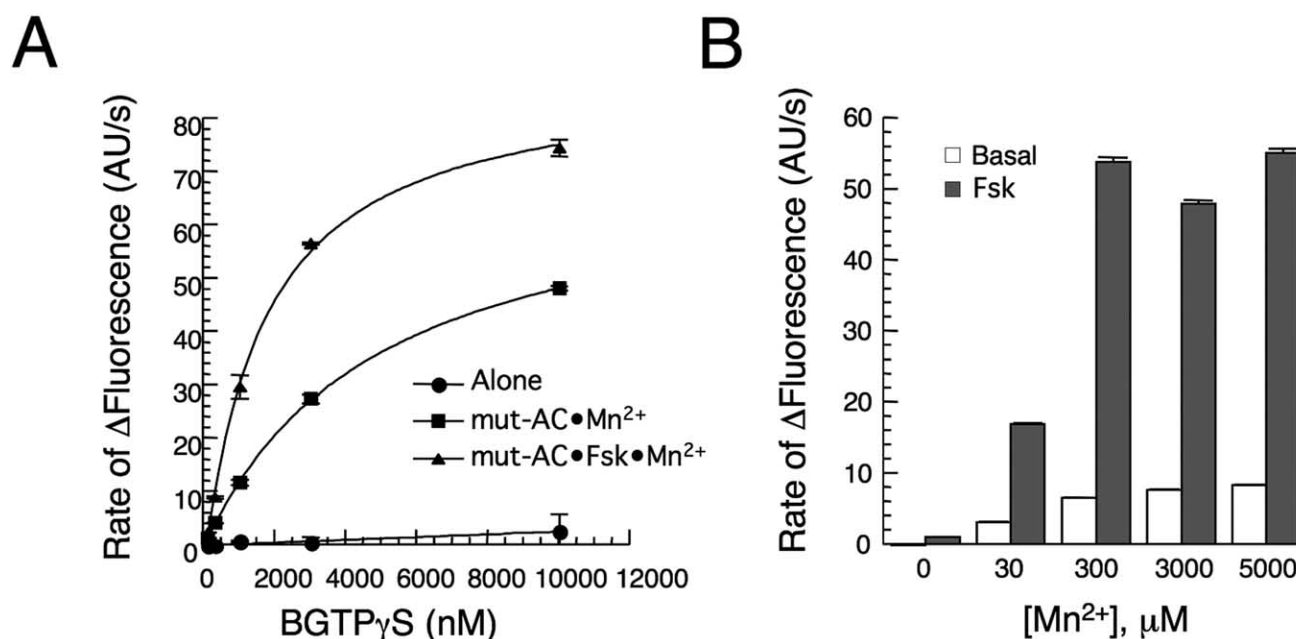 A
Rate of ΔFluorescence (AU/s)
80
70
60
50
40
30
20
10
0
Alone
mut-AC●Mn²⁺
mut-AC●Fsk●Mn²⁺
0 2000 4000 6000 8000 10000 12000
BGTPγS (nM)
B
Rate of ΔFluorescence (AU/s)
60
50
40
30
20
10
0
Basal
Fsk
0 30 300 3000 5000
[Mn²⁺], μM